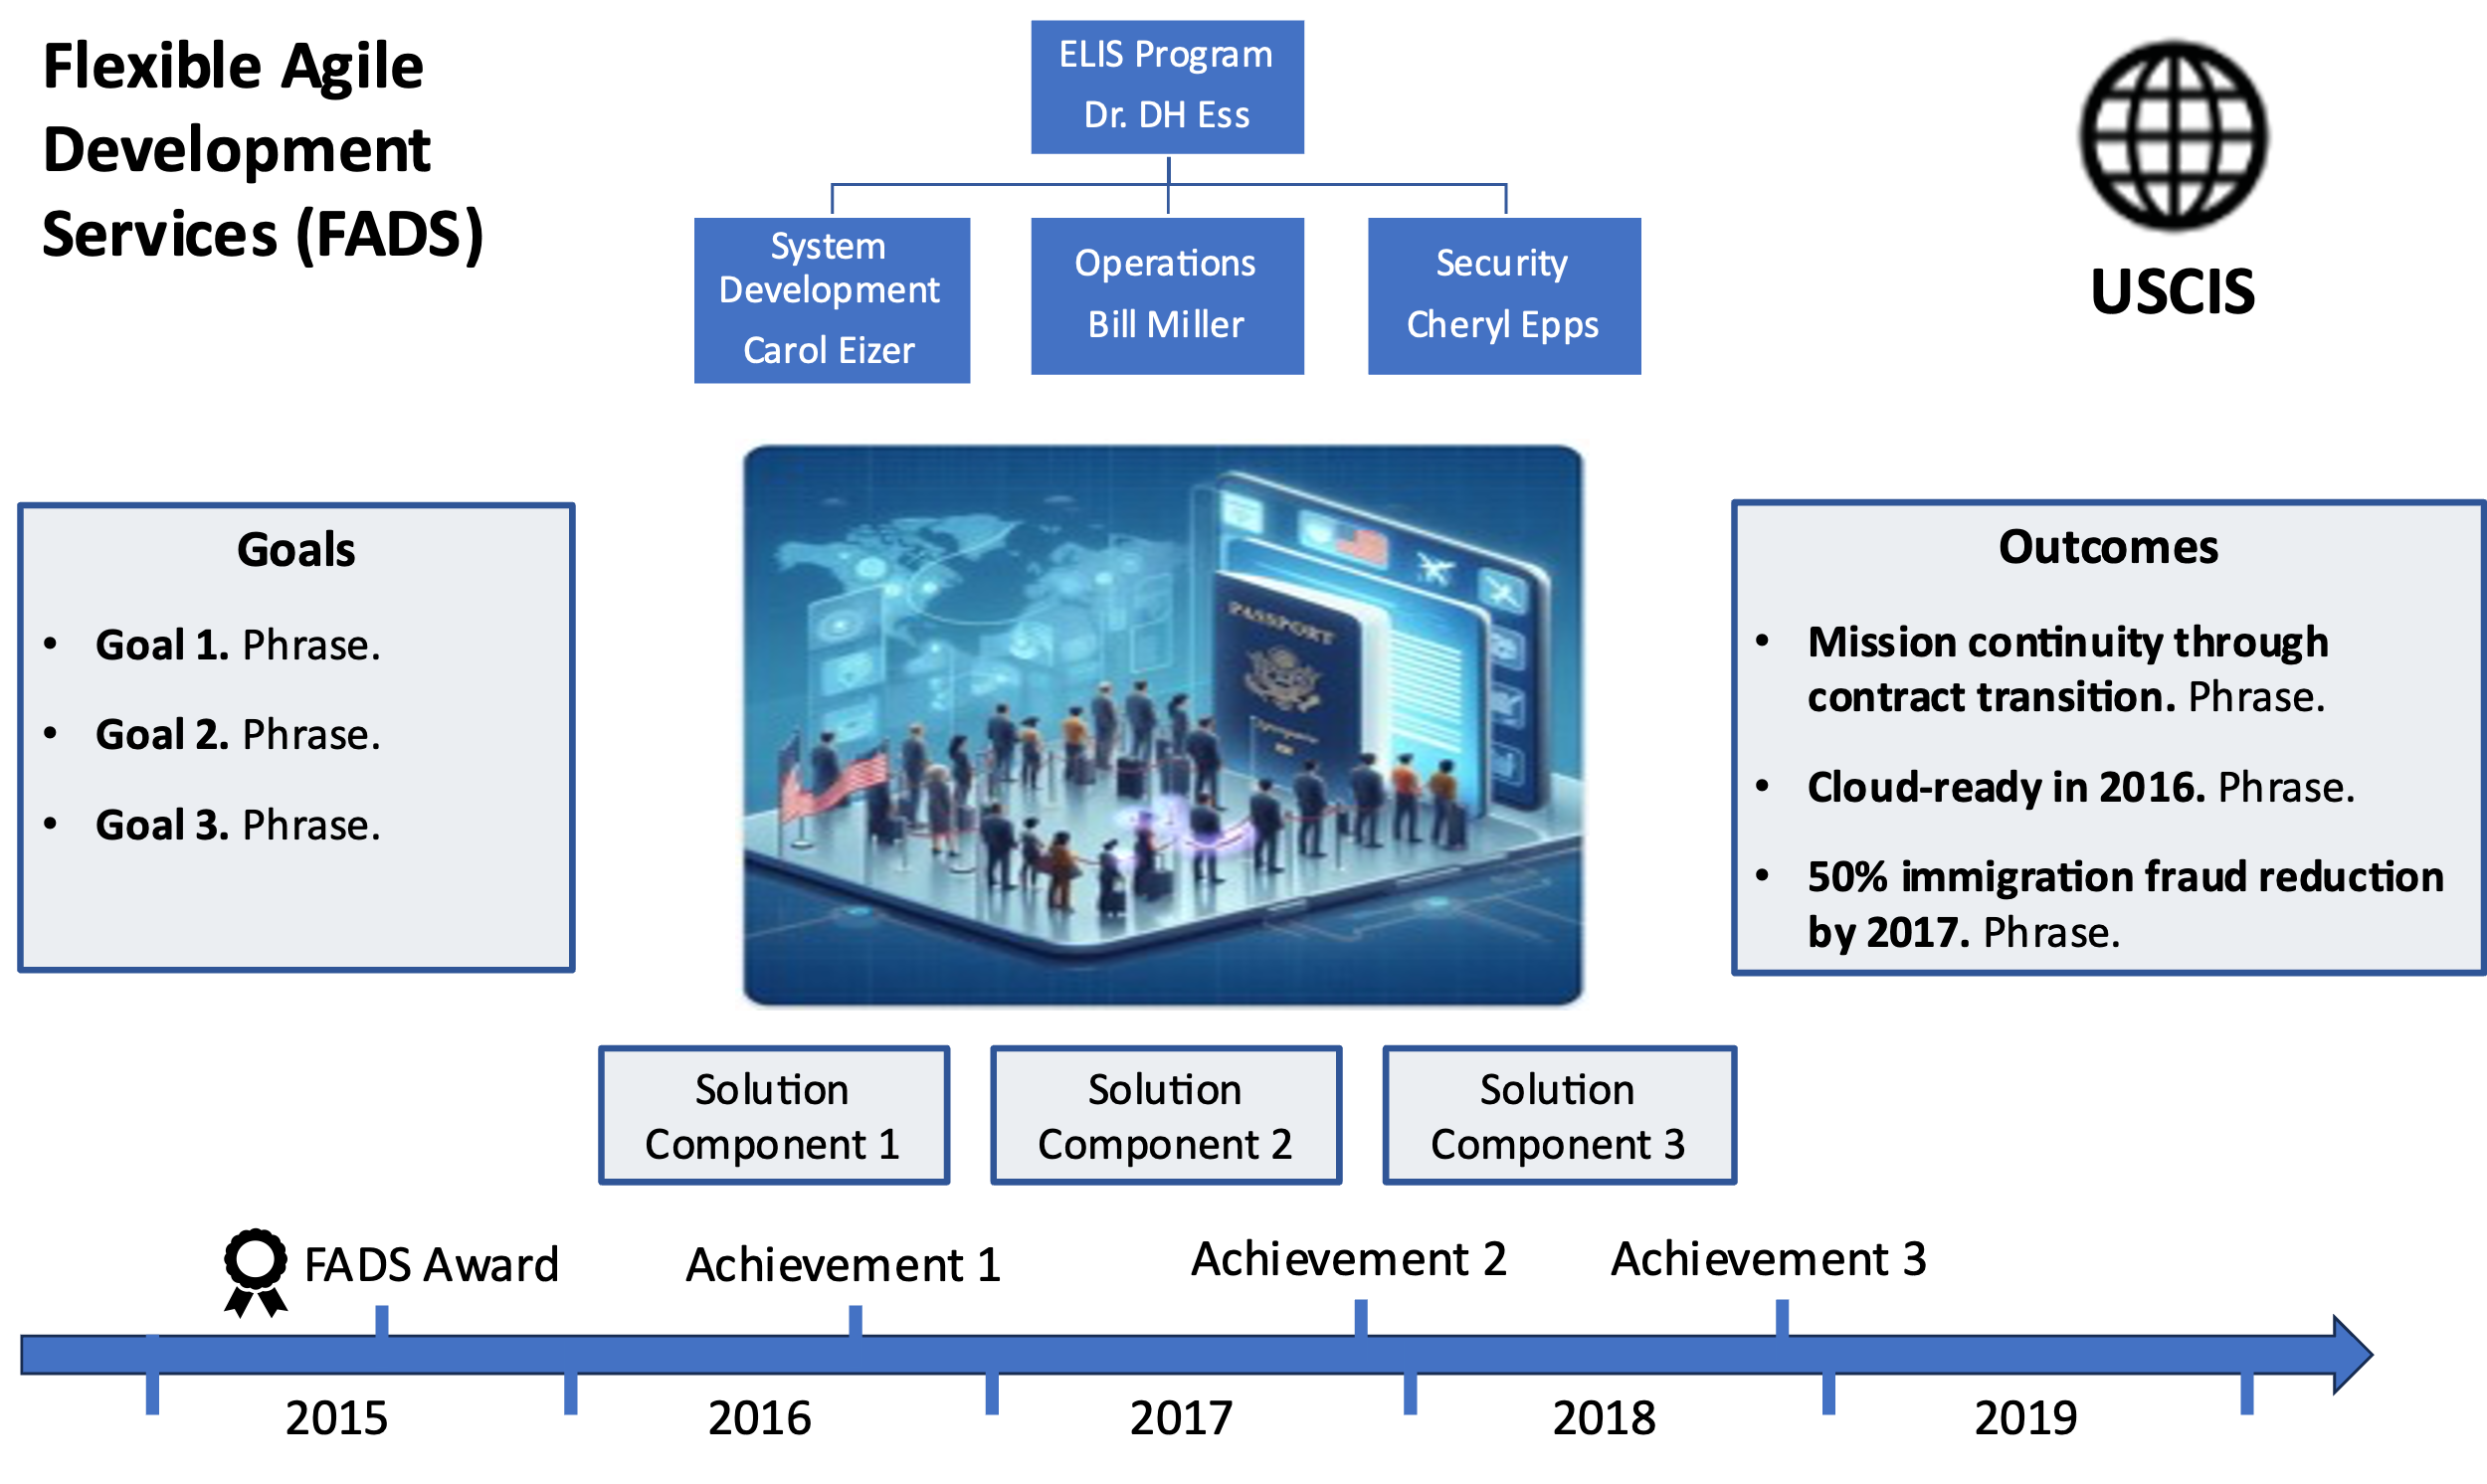 Flexible Agile
Development
Services (FADS)
ELIS Program
Dr. DH Ess
System
Development
Carol Eizer
Operations
Bill Miller
Security
Cheryl Epps
USCIS
Goals
• Goal 1. Phrase.
• Goal 2. Phrase.
• Goal 3. Phrase.
PASSPORT
Outcomes
• Mission continuity through
contract transition. Phrase.
• Cloud-ready in 2016. Phrase.
• 50% immigration fraud reduction
by 2017. Phrase.
Solution
Component 1
Solution
Component 2
Solution
Component 3
FADS Award
Achievement 1
Achievement 2
Achievement 3
2015
2016
2017
2018
2019